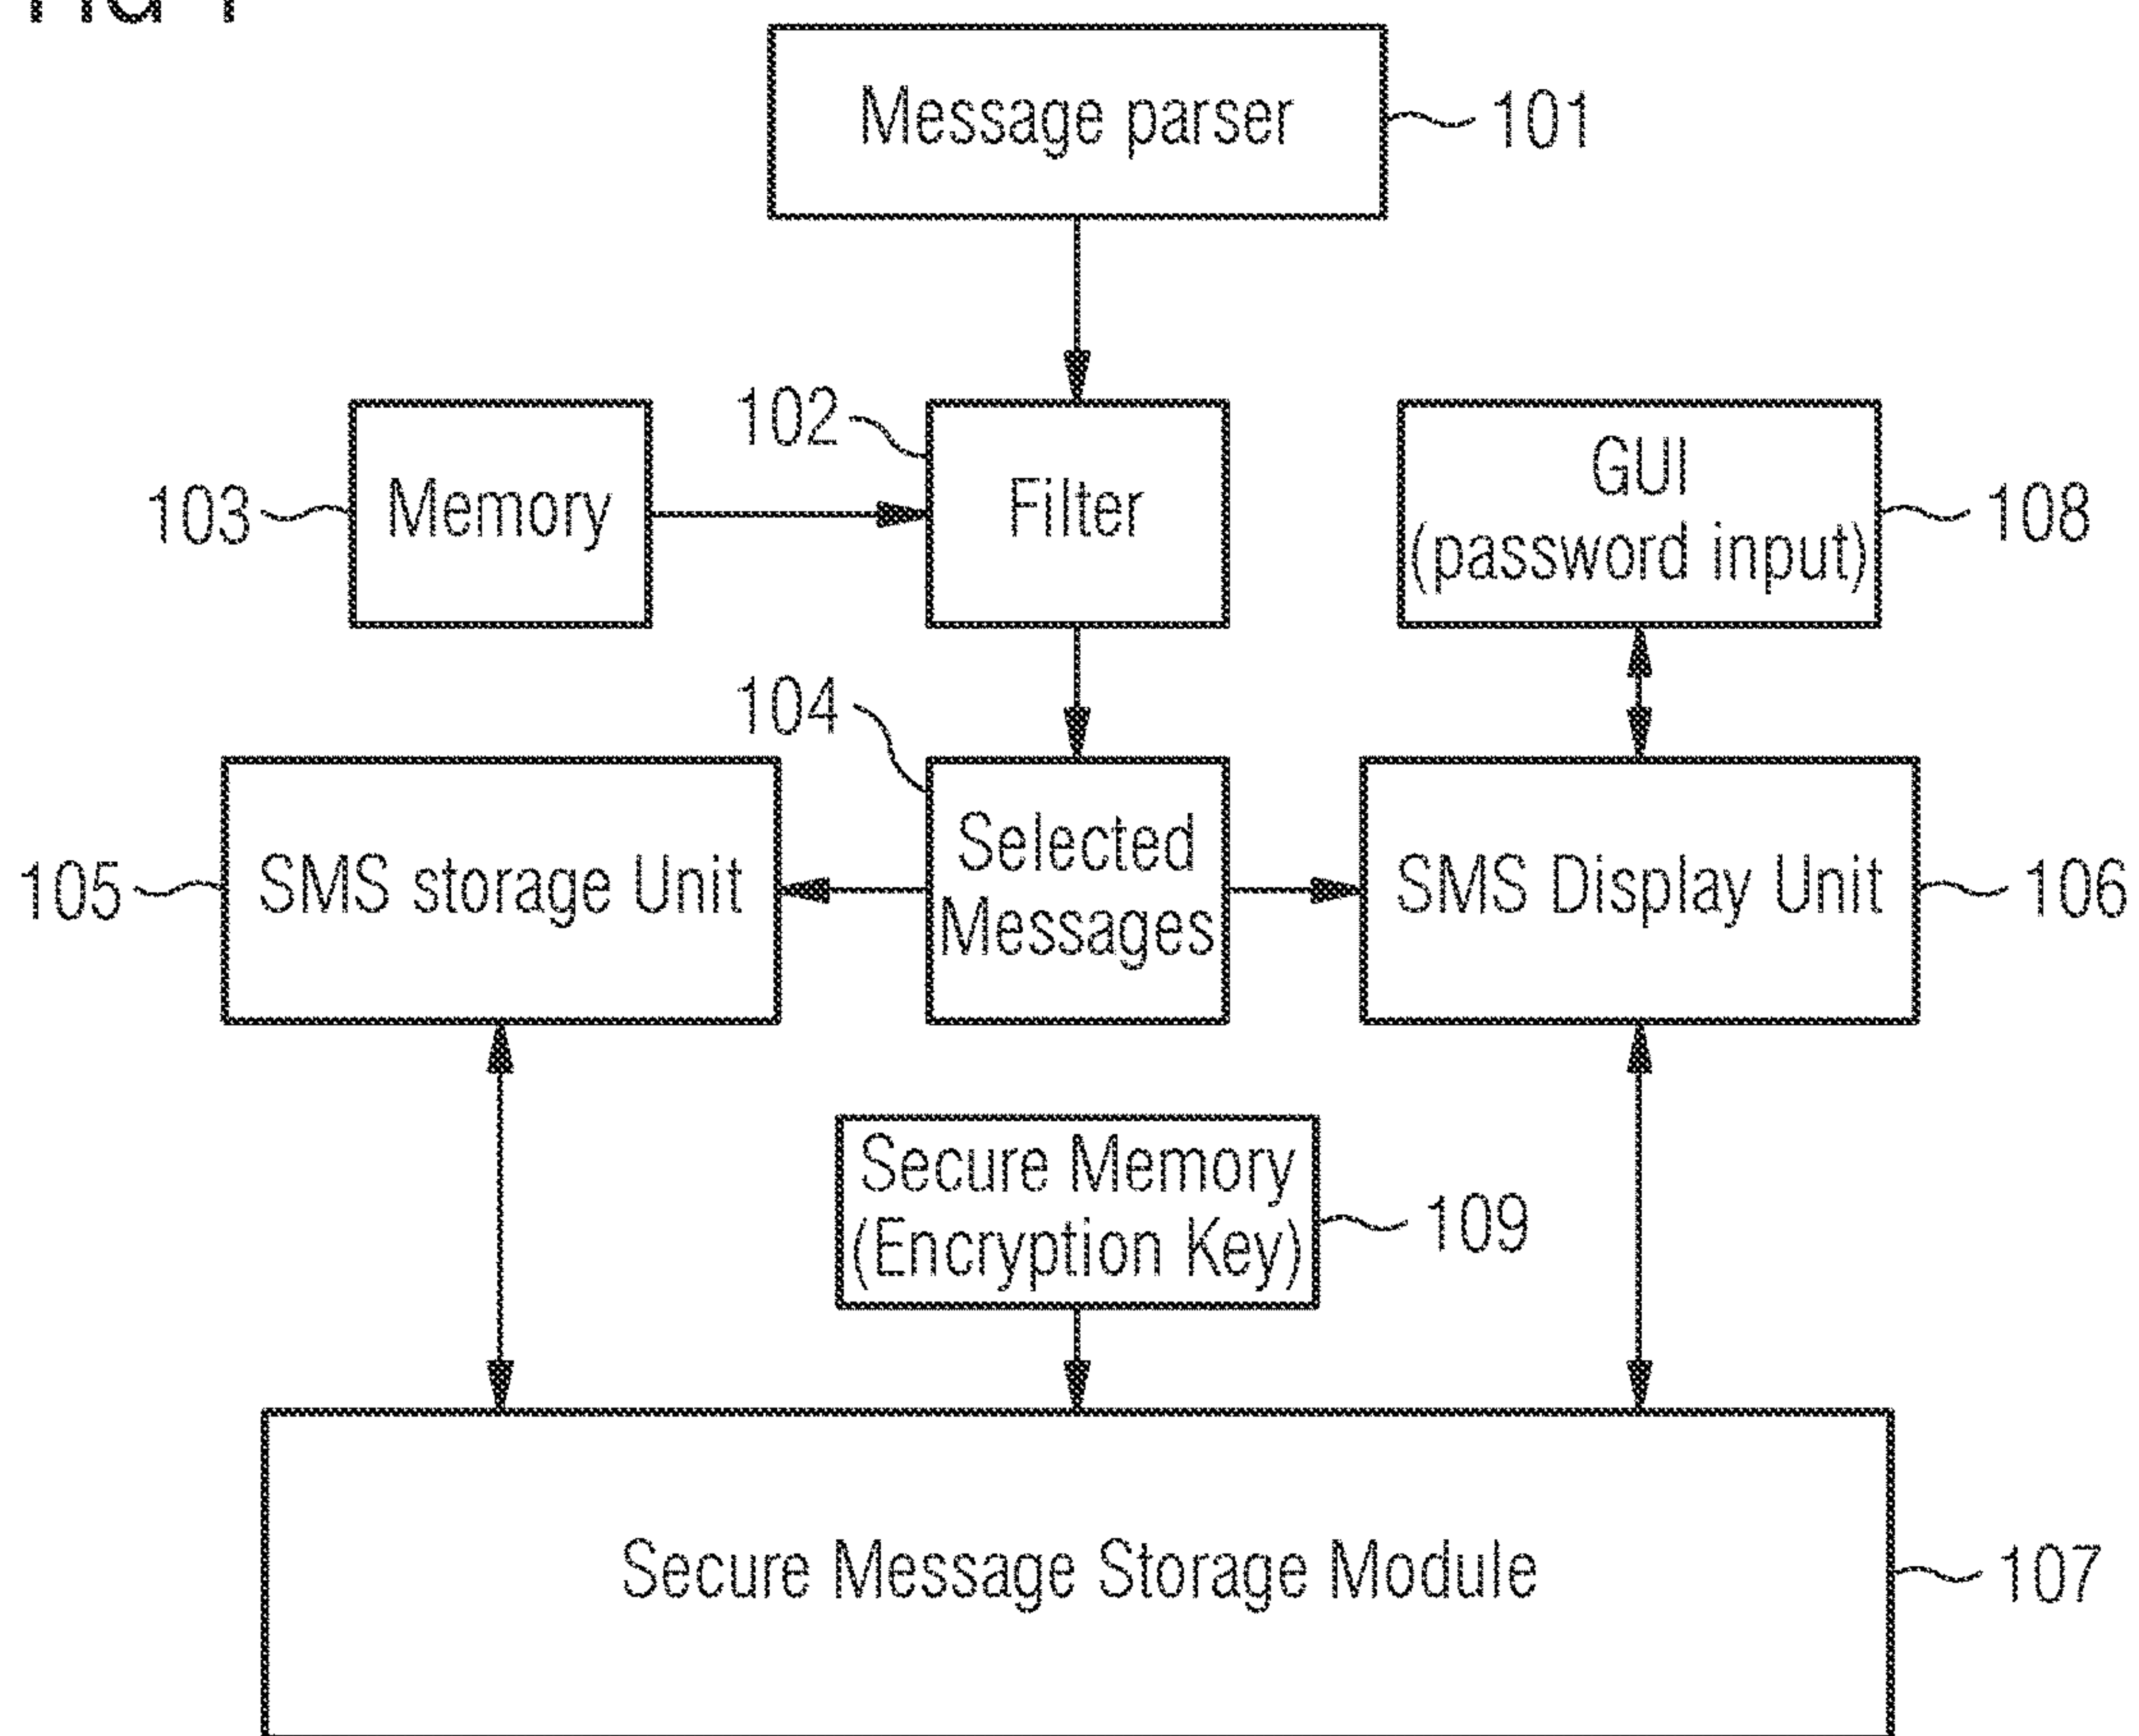 Message parser
101
102
103
Memory
Filter
GUI
(password input)
108
104
105
SMS storage Unit
Selected
Messages
SMS Display Unit
106
Secure Memory
(Encryption Key)
109
Secure Message Storage Module
107